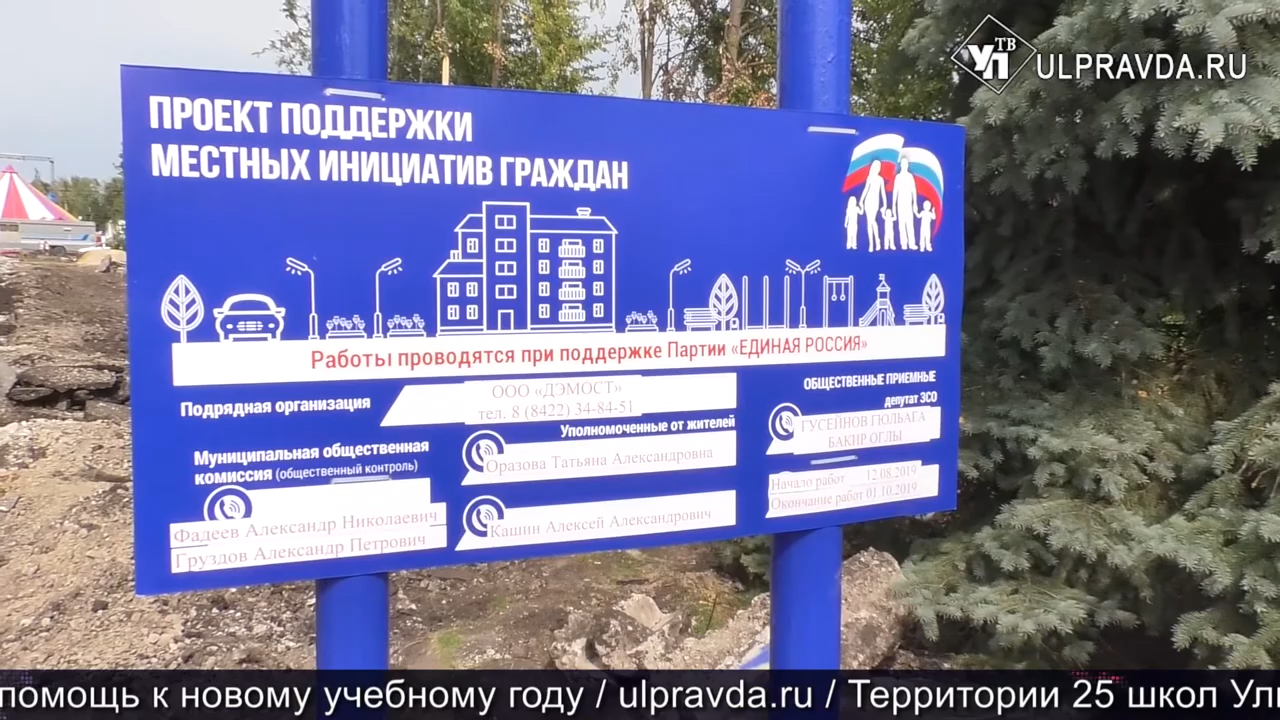 УП ТВ ULPRAVDA.RU
ПРОЕКТ ПОДДЕРЖКИ
МЕСТНЫХ ИНИЦИАТИВ ГРАЖДАН
Работы проводятся при поддержке Партии «ЕДИНАЯ РОССИЯ»
Подрядная организация
ООО «ДЭМОСТ»
тел. 8 (8422) 34-84-51
Муниципальная общественная
комиссия (общественный контроль)
Фадеев Александр Николаевич
Груздов Александр Петрович
Уполномоченные от жителей
Оразова Татьяна Александровна
Кашин Алексей Александрович
ОБЩЕСТВЕННЫЕ ПРИЕМНЫЕ
депутат ЗСО
ГУСЕЙНОВ ГЮЛЬАГА
БАКИР ОГЛЫ
Начало работ 12.08.2019
Окончание работ 01.10.2019
помощь к новому учебному году / ulpravda.ru / Территории 25 школ Уль